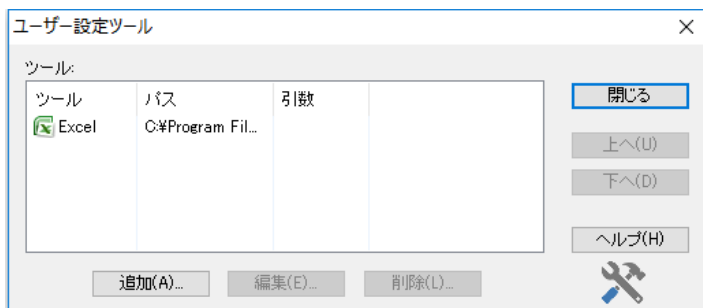 ユーザー設定ツール
ツール:
ツール パス 引数
Excel C:¥Program Fil...
閉じる
上へ(U)
下へ(D)
ヘルプ(H)
追加(A)... 編集(E)... 削除(L)...